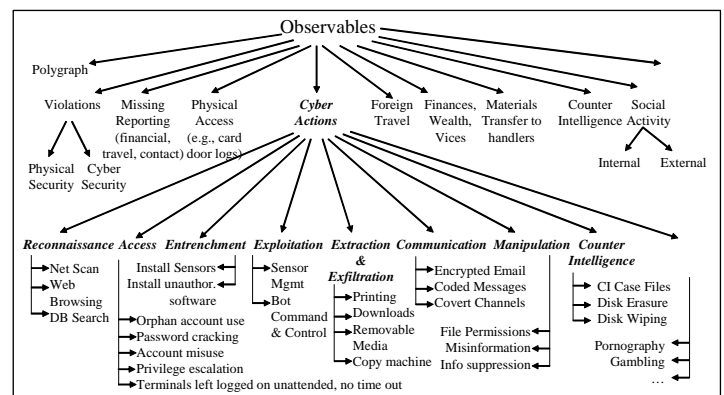 Observables
Polygraph
Violations
Missing
Reporting
(financial,
travel, contact)
Physical
Access
(e.g., card
door logs)
Cyber
Actions
Foreign
Travel
Finances,
Wealth,
Vices
Materials
Transfer to
handlers
Counter
Intelligence
Social
Activity
Physical
Security
Cyber
Security
Internal
External
Reconnaissance
Net Scan
Web
Browsing
DB Search
Access
Orphan account use
Password cracking
Account misuse
Privilege escalation
Terminals left logged on unattended, no time out
Entrenchment
Install Sensors
Install unauthor.
software
Exploitation
Sensor
Mgmt
Bot
Command
& Control
Extraction
&
Exfiltration
Printing
Downloads
Removable
Media
Copy machine
Communication
Encrypted Email
Coded Messages
Covert Channels
Manipulation
File Permissions
Misinformation
Info suppression
Counter
Intelligence
CI Case Files
Disk Erasure
Disk Wiping
Pornography
Gambling
…